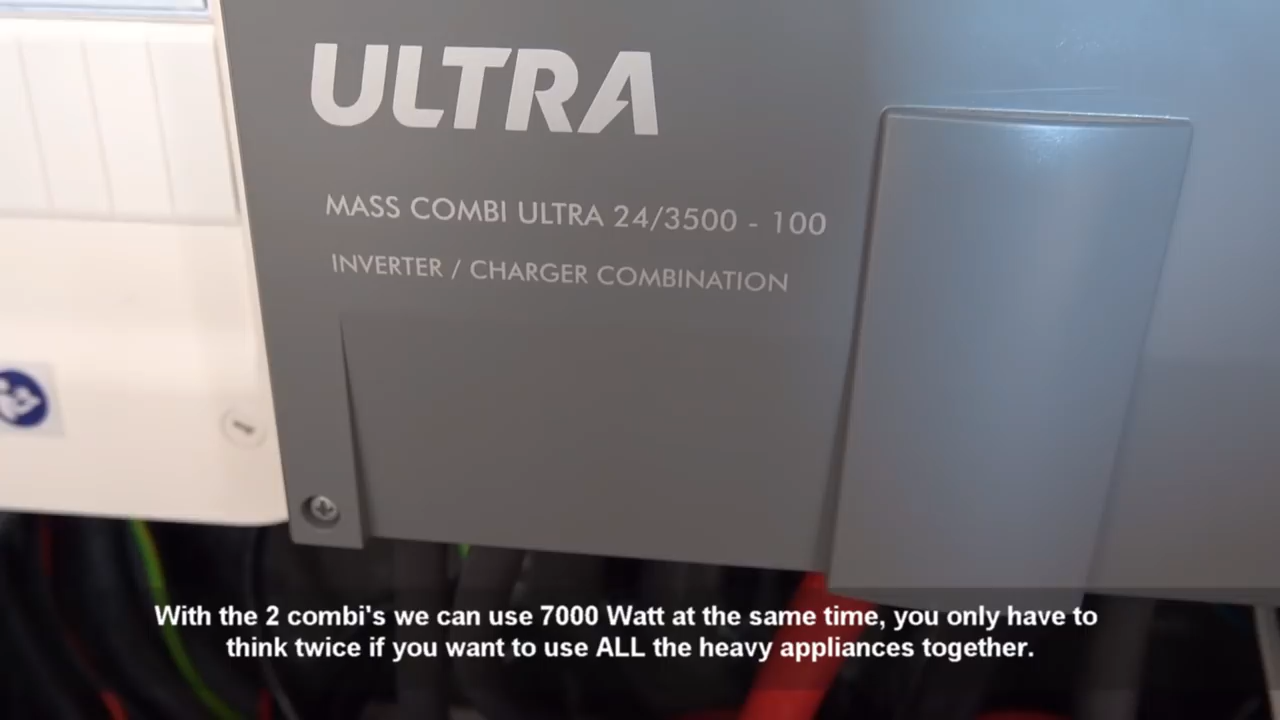 ULTRA
MASS COMBI ULTRA 24/3500 - 100
INVERTER / CHARGER COMBINATION
With the 2 combi's we can use 7000 Watt at the same time, you only have to
think twice if you want to use ALL the heavy appliances together.